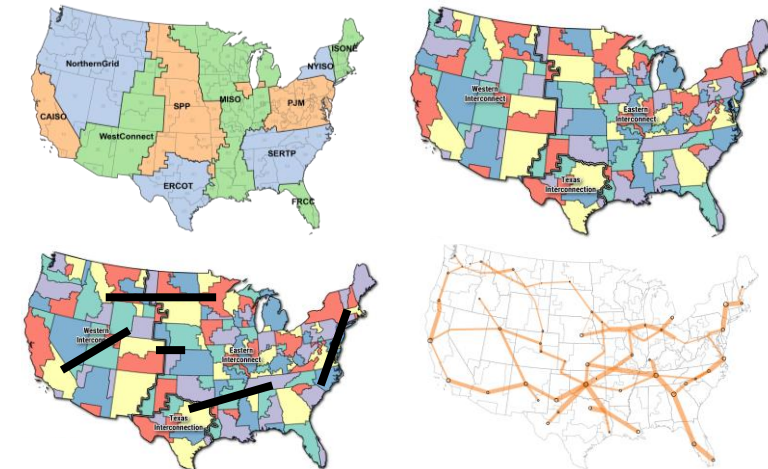 NorthernGrid
ISONE
NYISO
MISO
SPP
PJM
CAISO
WestConnect
SERTP
ERCOT
FRCC
Western
Interconnect
Eastern
Interconnect
Texas
Interconnection
Western
Eastern
Interconnect
Texas
Interconnection